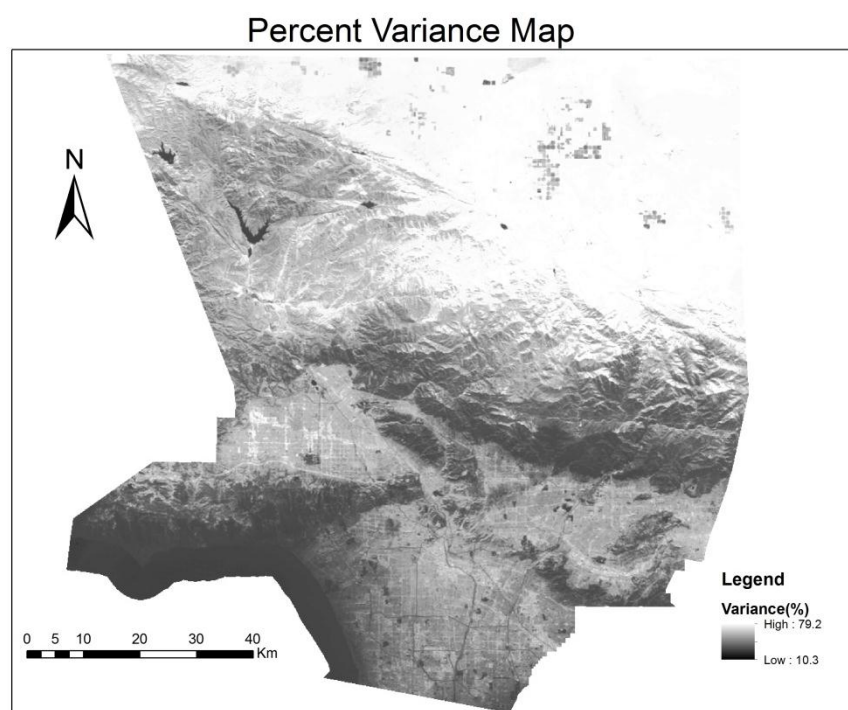 Percent Variance Map
N
Legend
Variance(%)
High : 79.2
Low : 10.3
0 5 10 20 30 40
Km